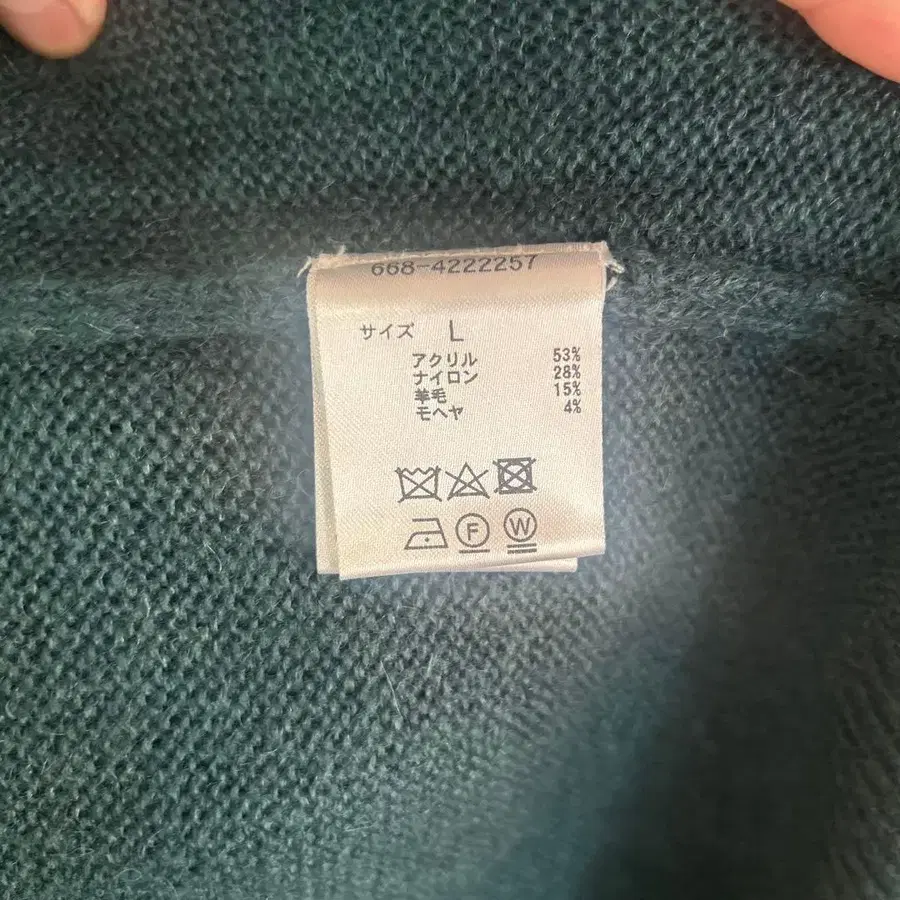 668-4222257
サイズ L
アクリル 53%
ナイロン 28%
羊毛 15%
モヘヤ 4%
F W